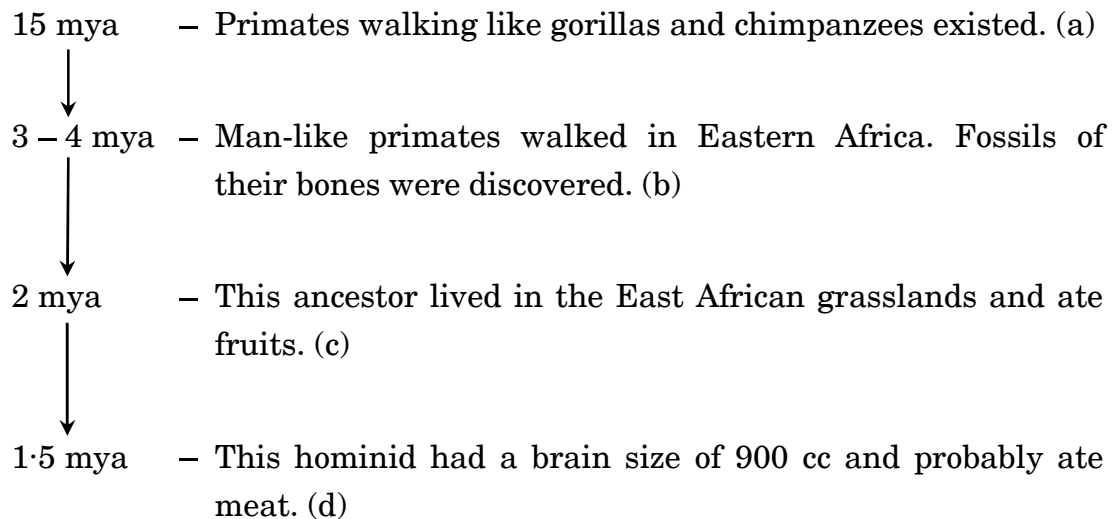 15 mya – Primates walking like gorillas and chimpanzees existed. (a)
3 – 4 mya – Man-like primates walked in Eastern Africa. Fossils of
their bones were discovered. (b)
2 mya – This ancestor lived in the East African grasslands and ate
fruits. (c)
1·5 mya – This hominid had a brain size of 900 cc and probably ate
meat. (d)